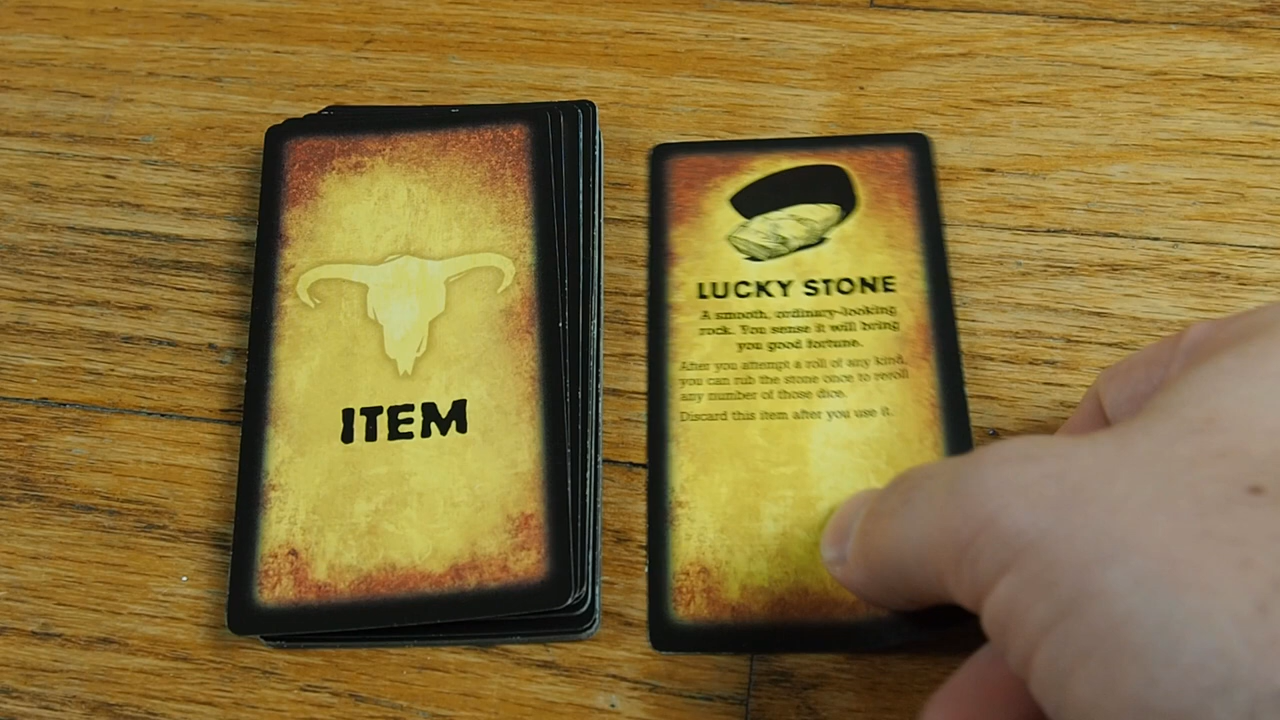 ITEM
LUCKY STONE
A smooth, ordinary-looking
rock. You sense it will bring
you good fortune.
After you attempt a roll of any kind,
you can rub the stone once to reroll
any number of those dice.
Discard this item after you use it.